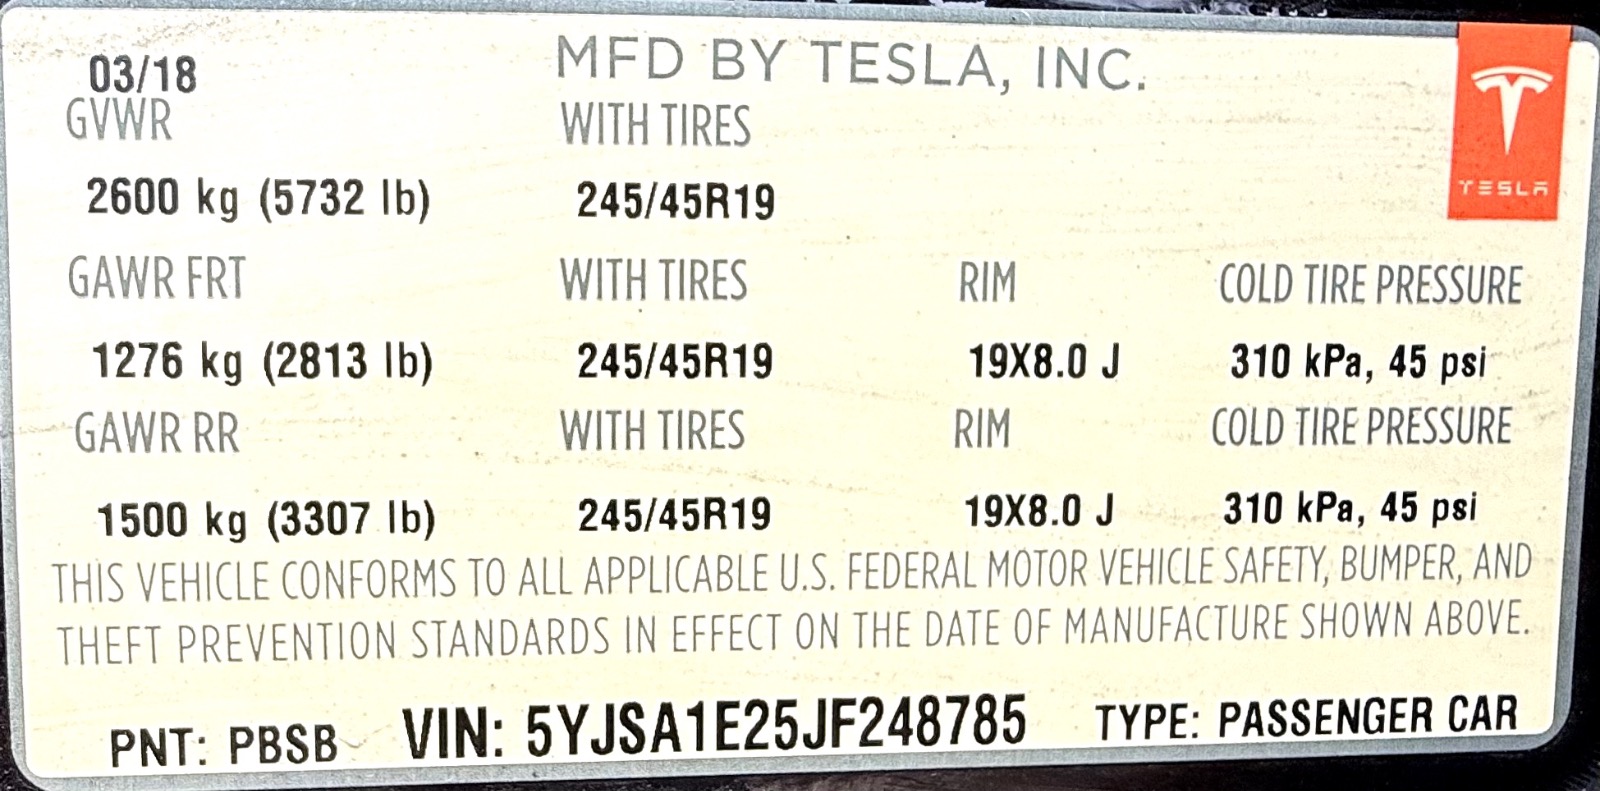 03/18 MFD BY TESLA, INC.
GVWR WITH TIRES
TESLA
2600 kg (5732 lb) 245/45R19
GAWR FRT WITH TIRES RIM COLD TIRE PRESSURE
1276 kg (2813 lb) 245/45R19 19X8.0 J 310 kPa, 45 psi
GAWR RR WITH TIRES RIM COLD TIRE PRESSURE
1500 kg (3307 lb) 245/45R19 19X8.0 J 310 kPa, 45 psi
THIS VEHICLE CONFORMS TO ALL APPLICABLE U.S. FEDERAL MOTOR VEHICLE SAFETY, BUMPER, AND
THEFT PREVENTION STANDARDS IN EFFECT ON THE DATE OF MANUFACTURE SHOWN ABOVE.
PNT: PBSB VIN: 5YJSA1E25JF248785 TYPE: PASSENGER CAR